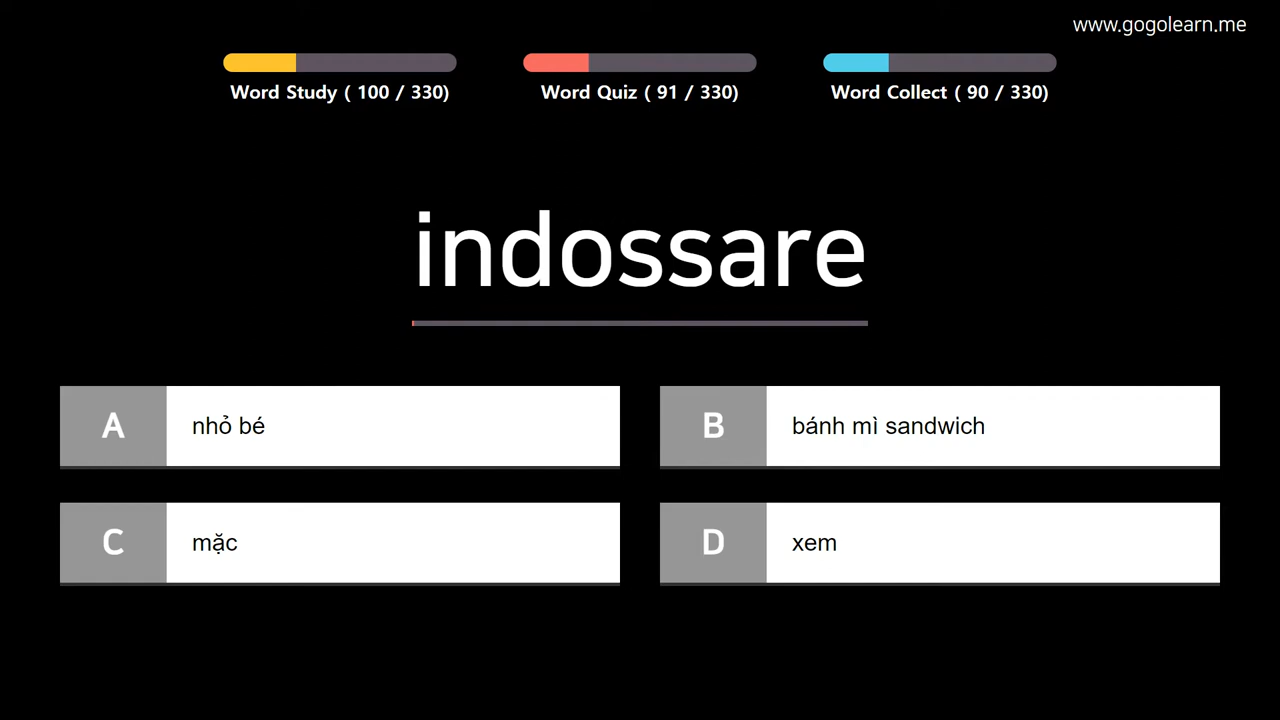 www.gogolearn.me
Word Study ( 100 / 330)
Word Quiz ( 91 / 330)
Word Collect ( 90 / 330)
indossare
A nhỏ bé
B bánh mì sandwich
C mặc
D xem